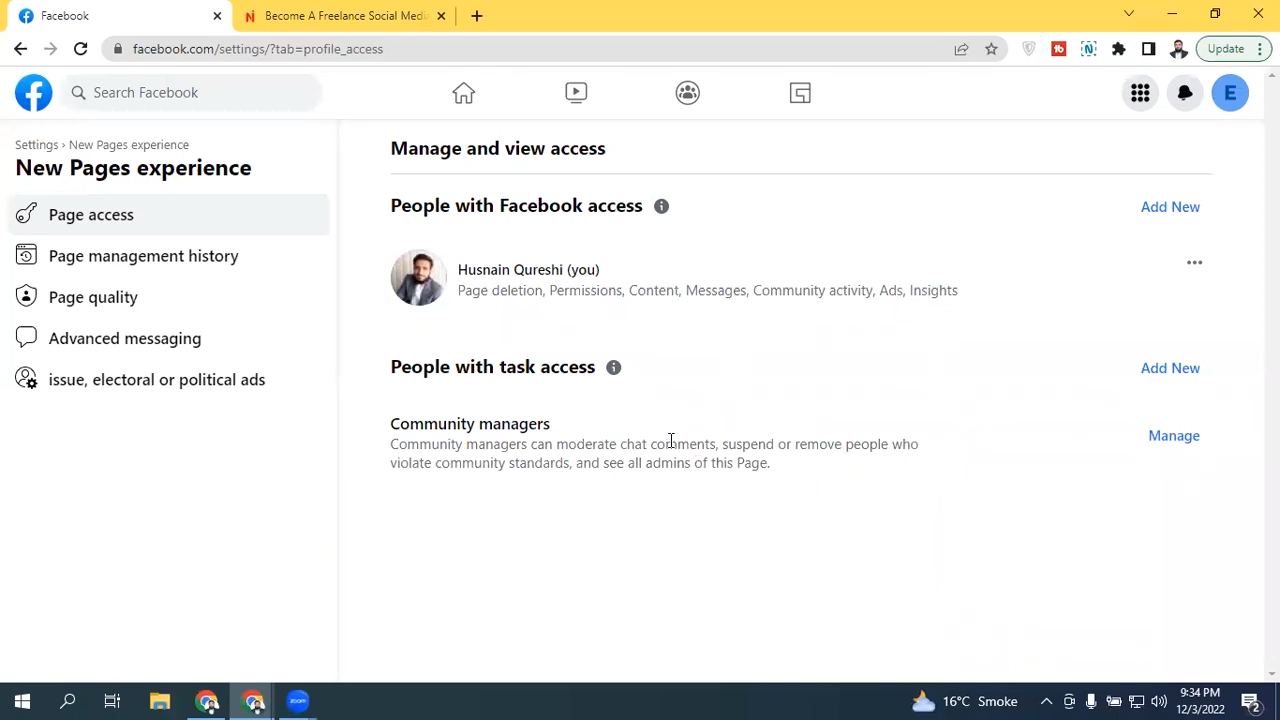 Facebook
Become A Freelance Social Medi
facebook.com/settings/?tab=profile_access
Update
Search Facebook
E
Settings › New Pages experience
New Pages experience
Page access
Page management history
Page quality
Advanced messaging
issue, electoral or political ads
Manage and view access
People with Facebook access
Add New
Husnain Qureshi (you)
Page deletion, Permissions, Content, Messages, Community activity, Ads, Insights
People with task access
Add New
Community managers
Community managers can moderate chat comments, suspend or remove people who
violate community standards, and see all admins of this Page.
Manage
zoom
16°C Smoke
9:34 PM
12/3/2022
2